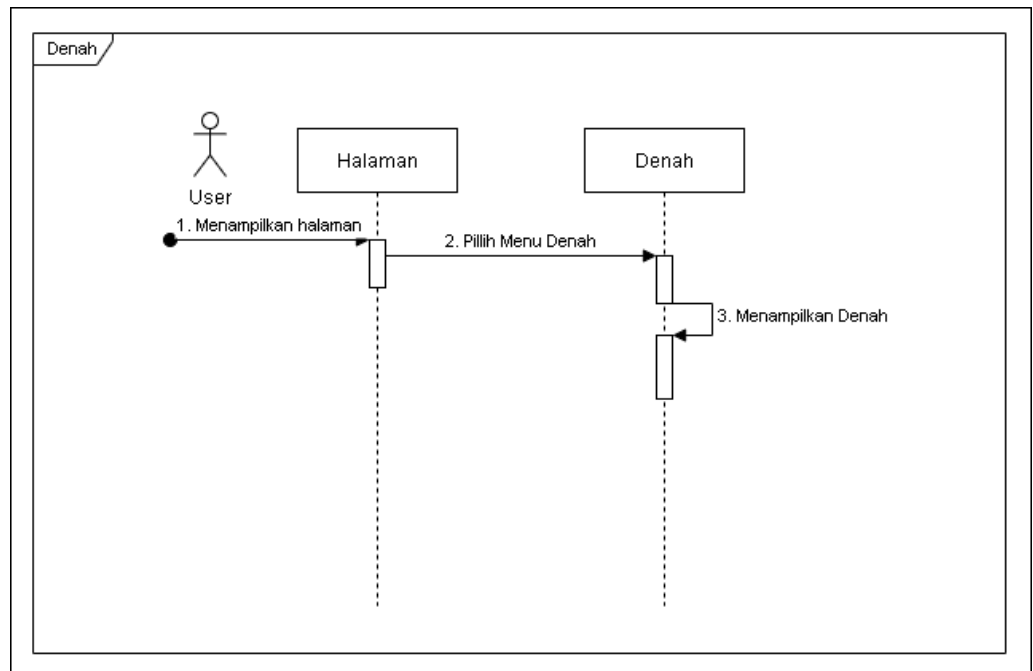 Denah
Halaman
Denah
User
1. Menampilkan halaman
2. Pillih Menu Denah
3. Menampilkan Denah